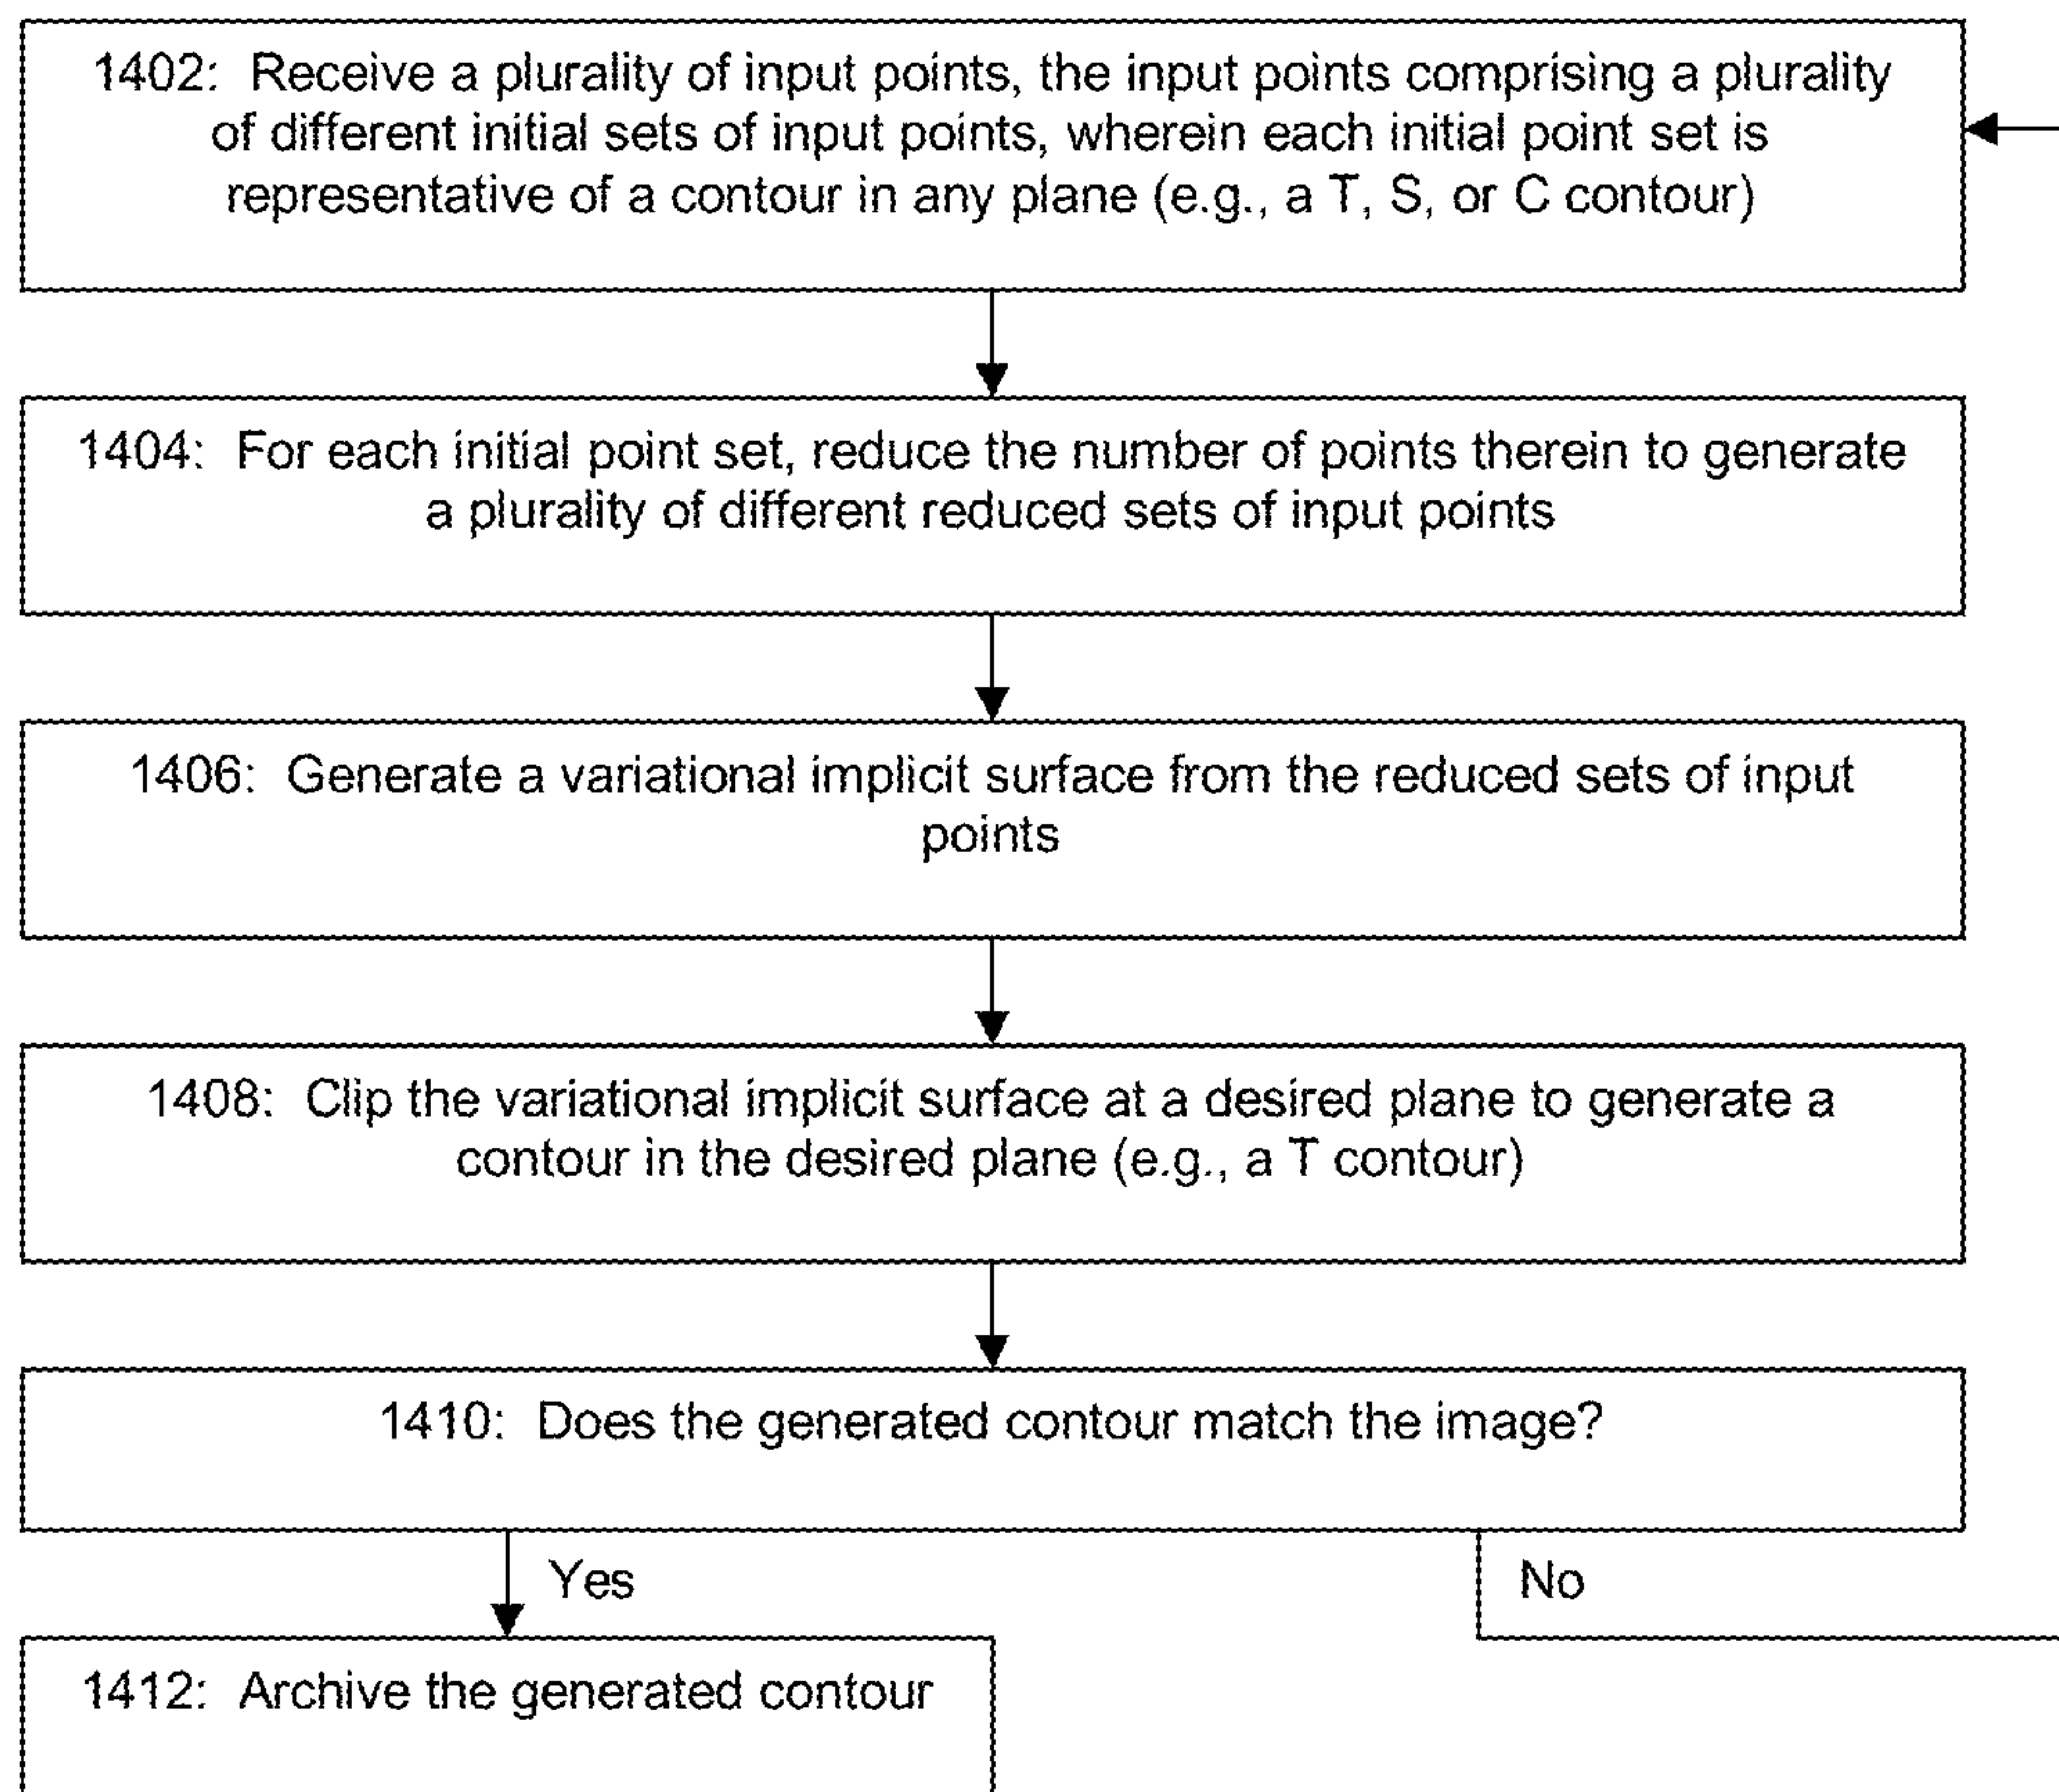 1402:  Receive a plurality of input points, the input points comprising a plurality
of different initial sets of input points, wherein each initial point set is
representative of a contour in any plane (e.g., a T, S, or C contour)
1404:  For each initial point set, reduce the number of points therein to generate
a plurality of different reduced sets of input points
1406:  Generate a variational implicit surface from the reduced sets of input
points
1408:  Clip the variational implicit surface at a desired plane to generate a
contour in the desired plane (e.g., a T contour)
1410:  Does the generated contour match the image?
Yes
No
1412:  Archive the generated contour